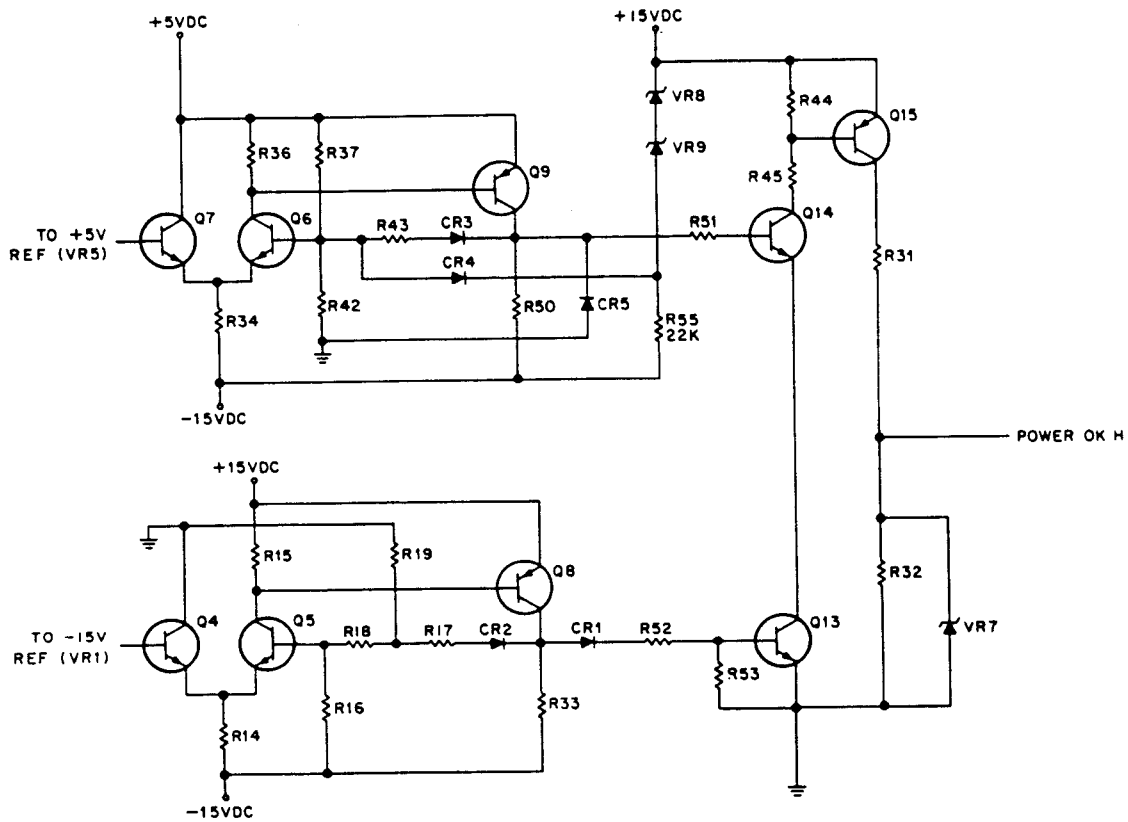 +5VDC
+15VDC
VR8
R44
Q15
VR9
R36
R37
Q9
R45
Q7
Q6
R43
CR3
R51
Q14
TO +5V
REF (VR5)
CR4
R31
R34
R42
R50
CR5
R55
22K
-15VDC
POWER OK H
+15VDC
R15
R19
Q8
R32
Q4
Q5
R18
R17
CR2
CR1
R52
Q13
VR7
TO -15V
REF (VR1)
R53
R16
R33
R14
-15VDC